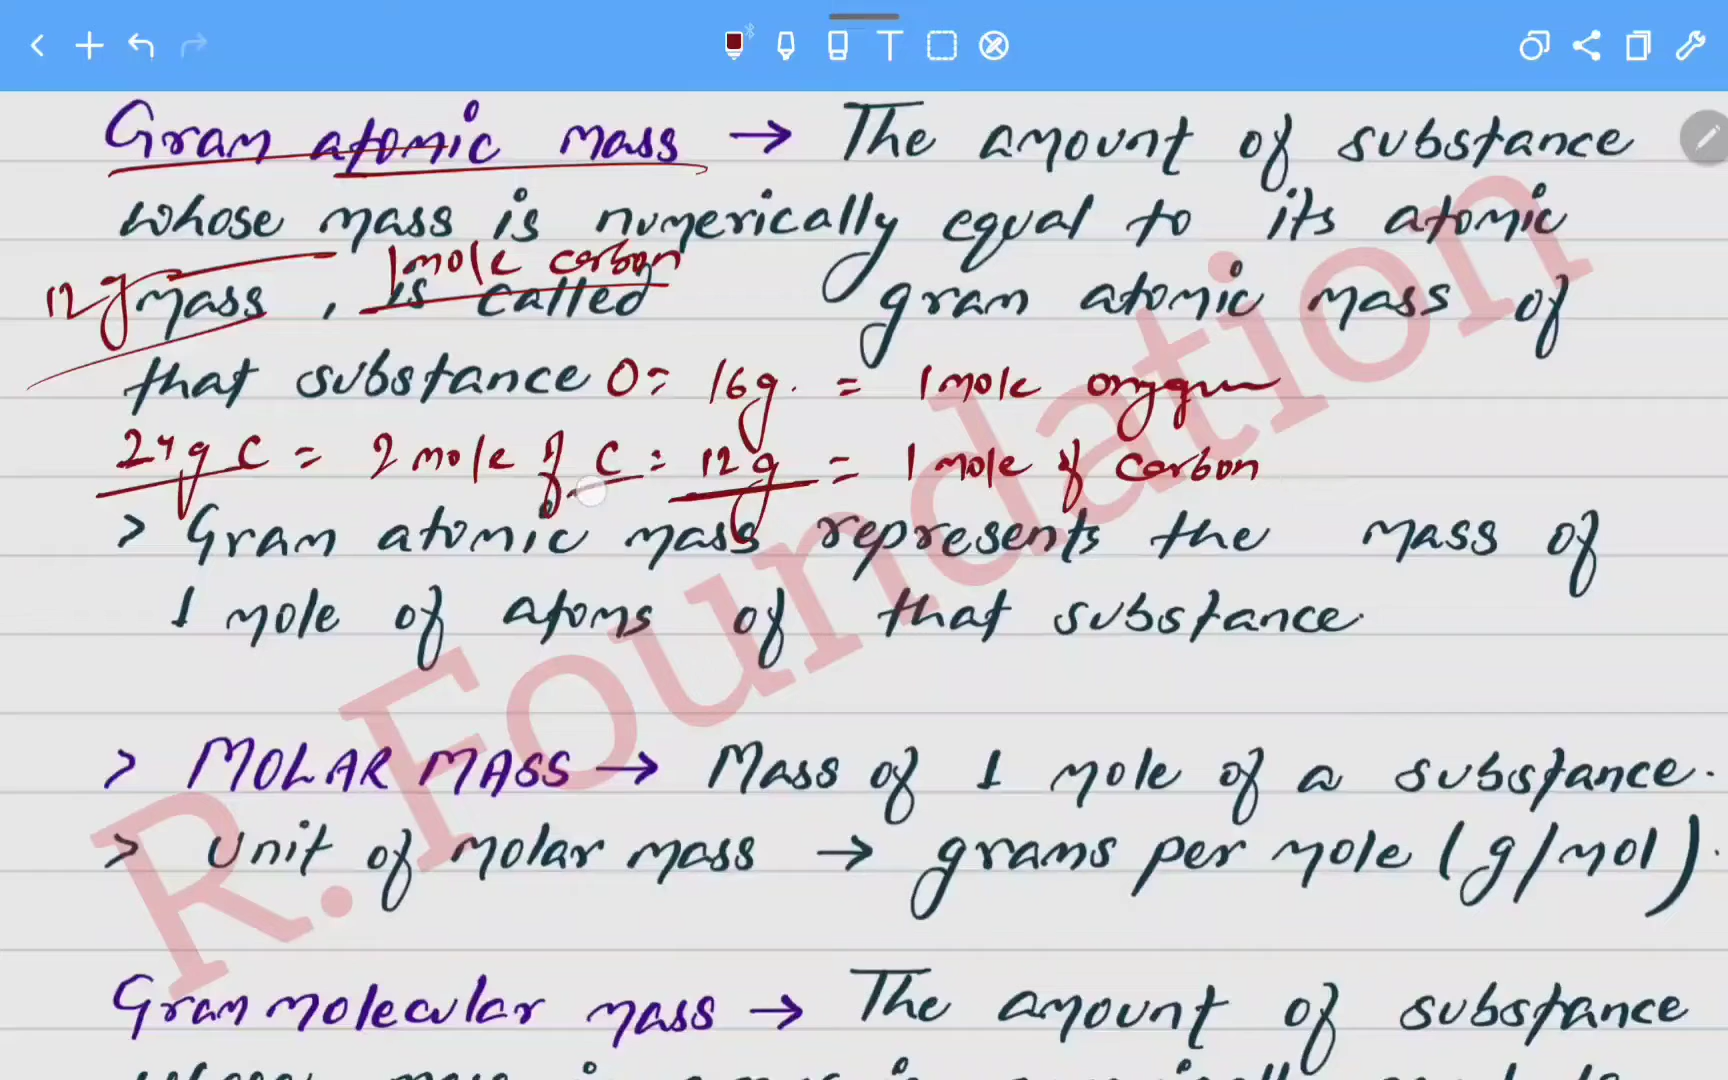 Gram atomic mass → The amount of substance
whose mass is numerically equal to its atomic
1 mole carbon
12g mass, is called gram atomic mass of
that substance O = 16g. = 1 mole oxygen
24g C = 2 mole of C = 12g = 1 mole of carbon
> Gram atomic mass represents the mass of
1 mole of atoms of that substance.
> MOLAR MASS → Mass of 1 mole of a substance.
> Unit of molar mass → grams per mole (g/mol).
Gram molecular mass → The amount of substance
R. Foundation